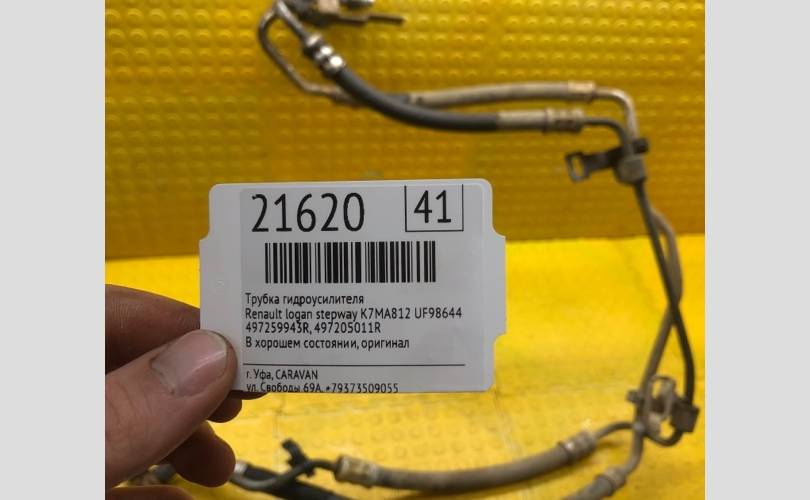 21620 41
Трубка гидроусилителя
Renault logan stepway K7MA812 UF98644
497259943R, 497205011R
В хорошем состоянии, оригинал
г. Уфа, CARAVAN
ул. Свободы 69А, +79373509055